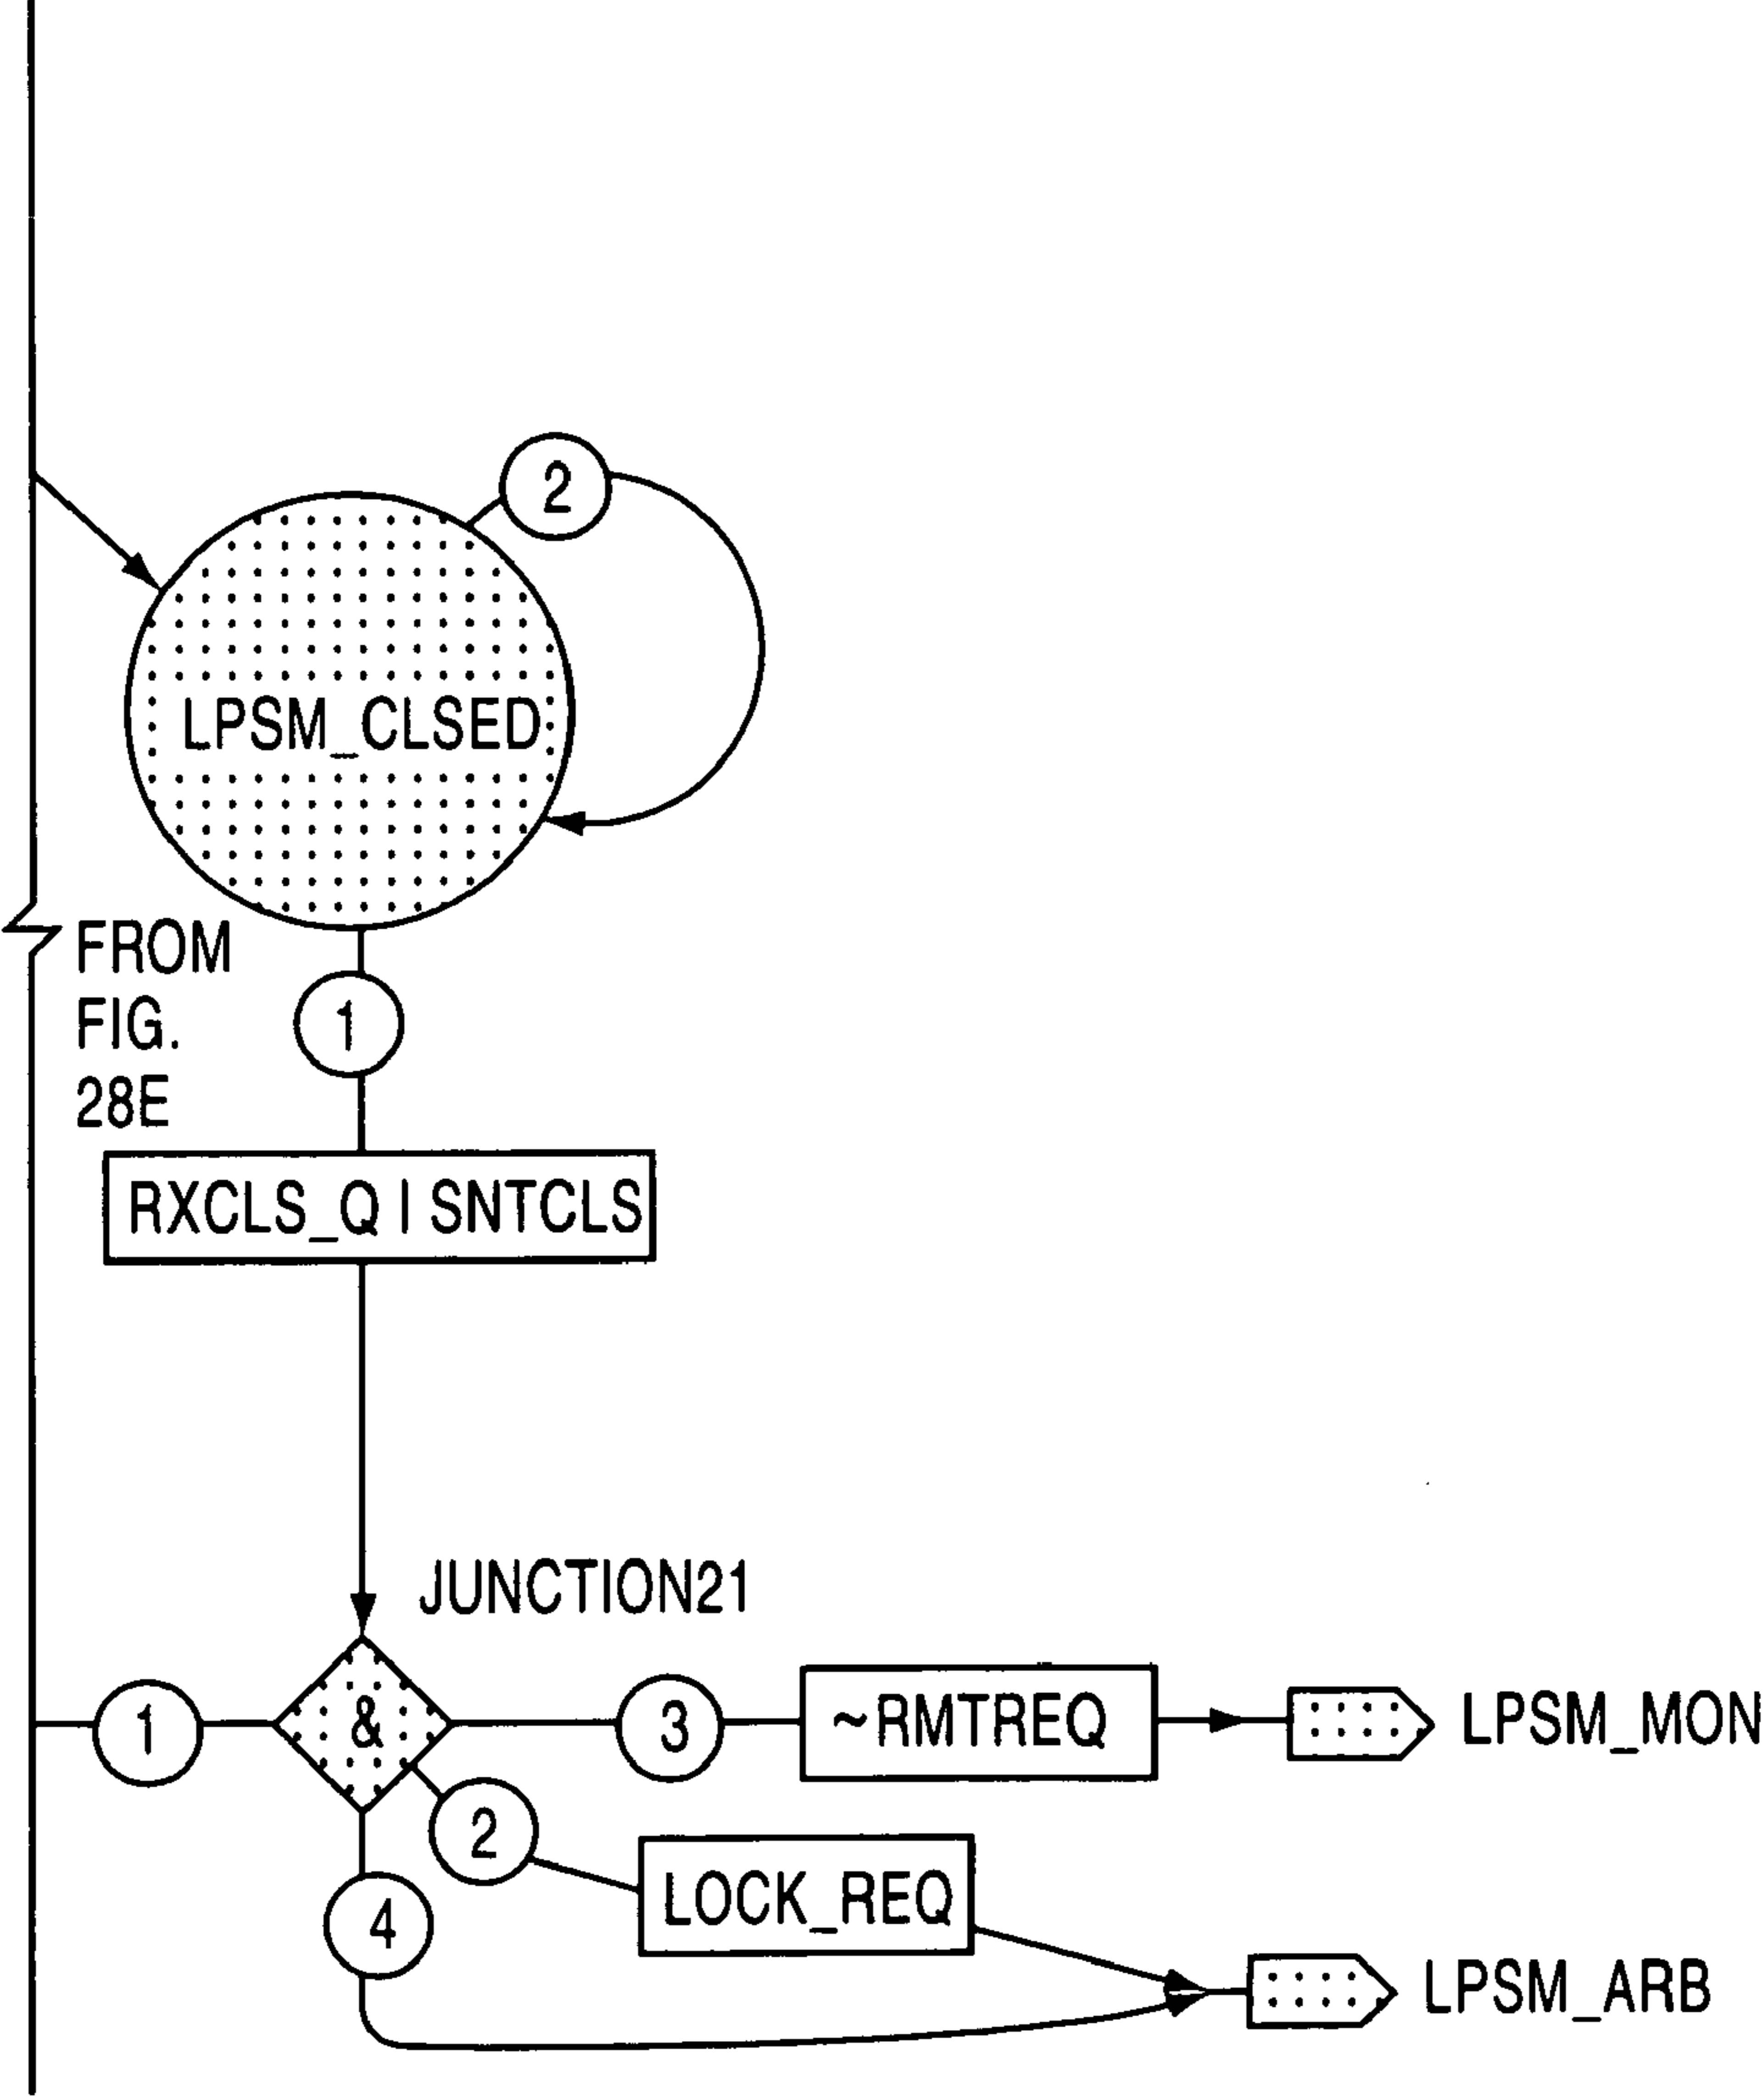 2
LPSM_CLSED
FROM
FIG.
28E
1
RXCLS_Q | SNTCLS
JUNCTION21
1
&
3
~RMTREQ
LPSM_MON
2
LOCK_REQ
4
LPSM_ARB